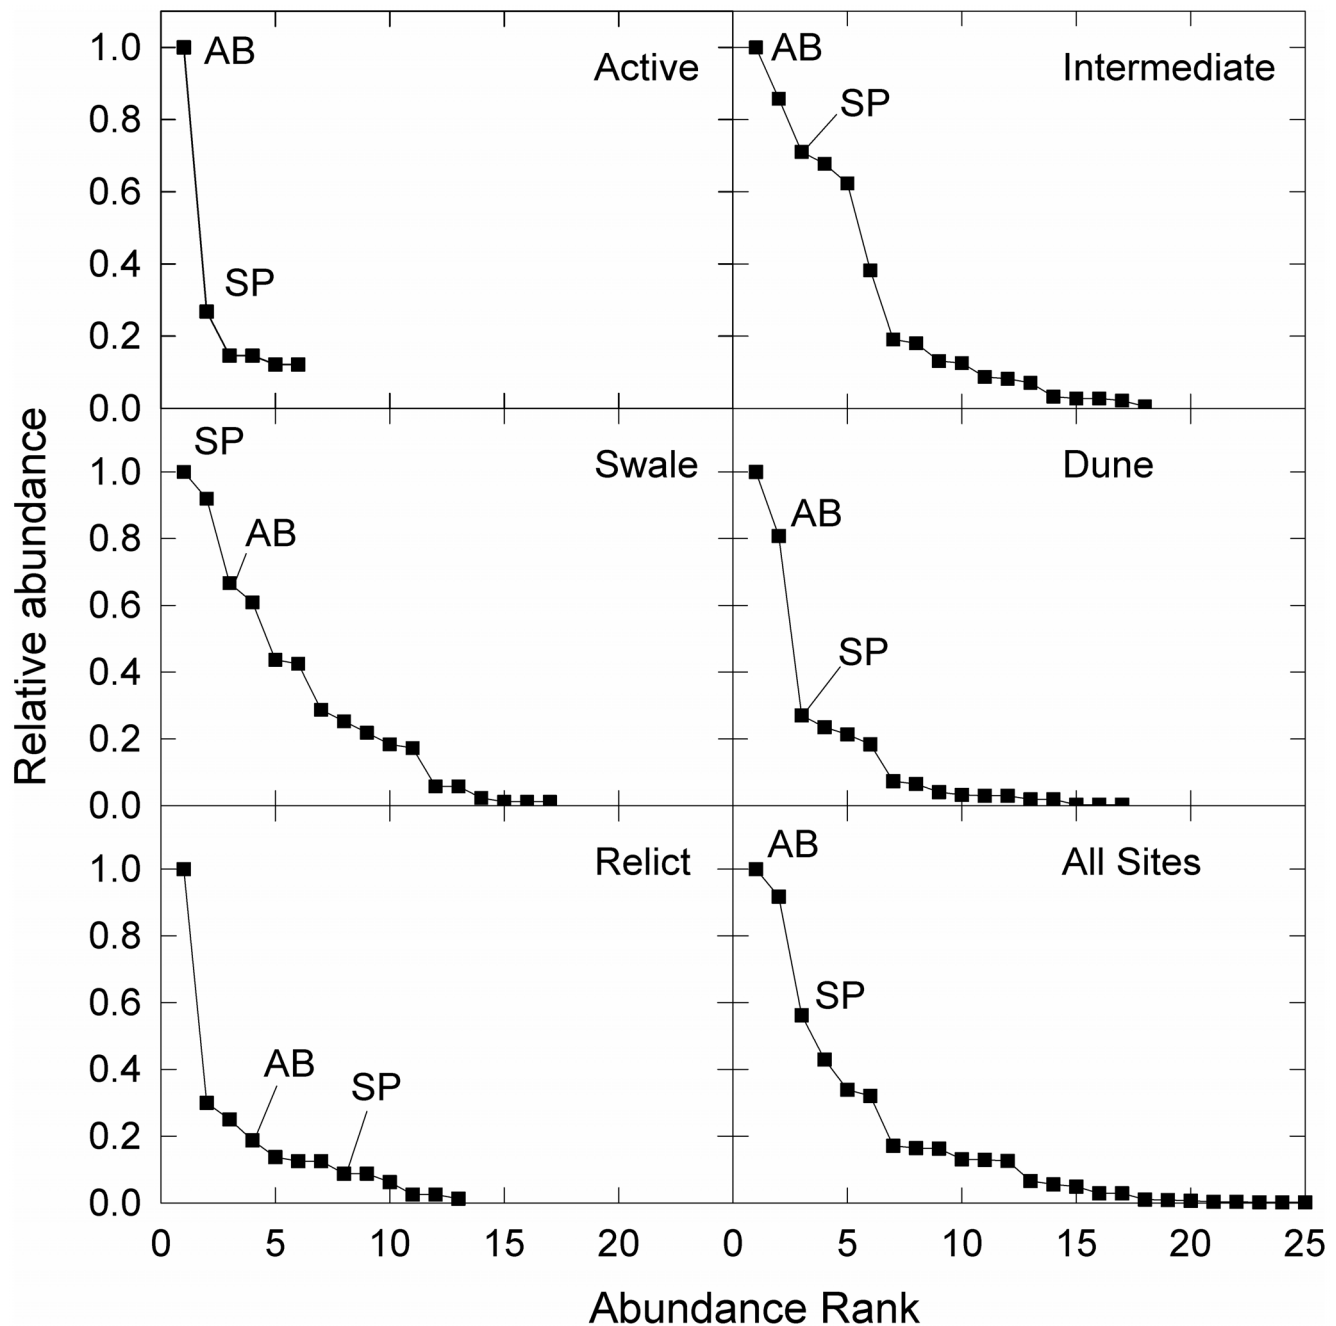 1.0
0.8
0.6
0.4
0.2
0.0
AB
SP
Active
AB
SP
Intermediate
1.0
0.8
0.6
0.4
0.2
0.0
SP
AB
Swale
AB
SP
Dune
1.0
0.8
0.6
0.4
0.2
0.0
AB
SP
Relict
AB
SP
All Sites
0 5 10 15 20 0 5 10 15 20 25
Relative abundance
Abundance Rank